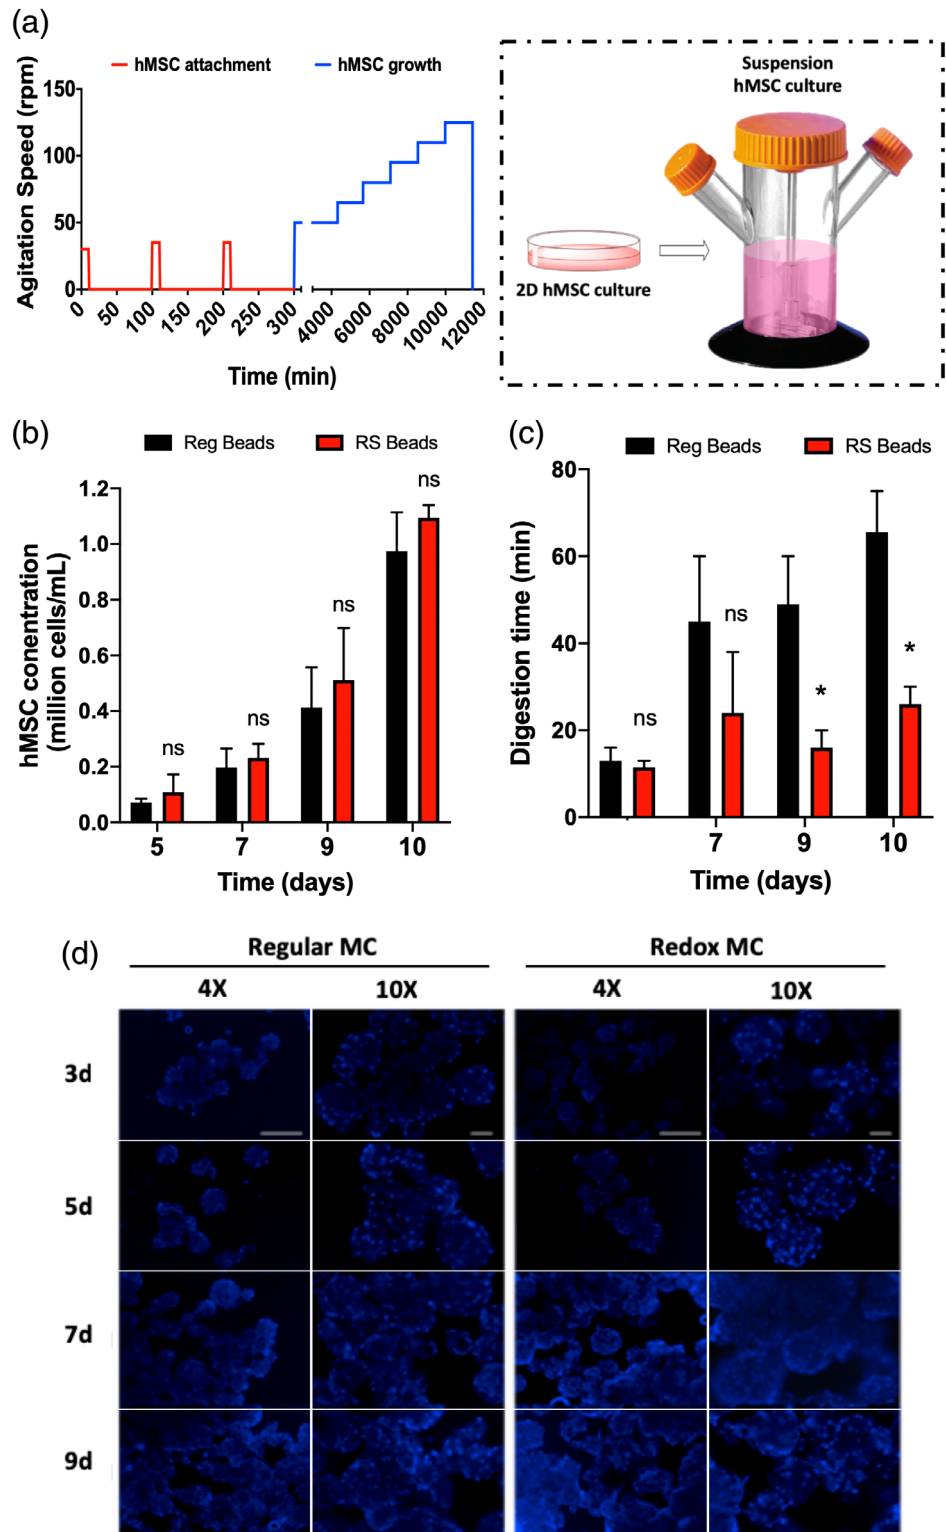 (a)
hMSC attachment
hMSC growth
Agitation Speed (rpm)
150
100
50
0
0
50
100
150
200
250
300
4000
6000
8000
10000
12000
Time (min)
Suspension
hMSC culture
2D hMSC culture
(b)
Reg Beads
RS Beads
hMSC conentration
(million cells/mL)
1.2
1.0
0.8
0.6
0.4
0.2
0.0
ns
ns
ns
ns
5
7
9
10
Time (days)
(c)
Reg Beads
RS Beads
Digestion time (min)
80
60
40
20
0
ns
ns
*
*
7
9
10
Time (days)
(d)
Regular MC
Redox MC
4X
10X
4X
10X
3d
5d
7d
9d